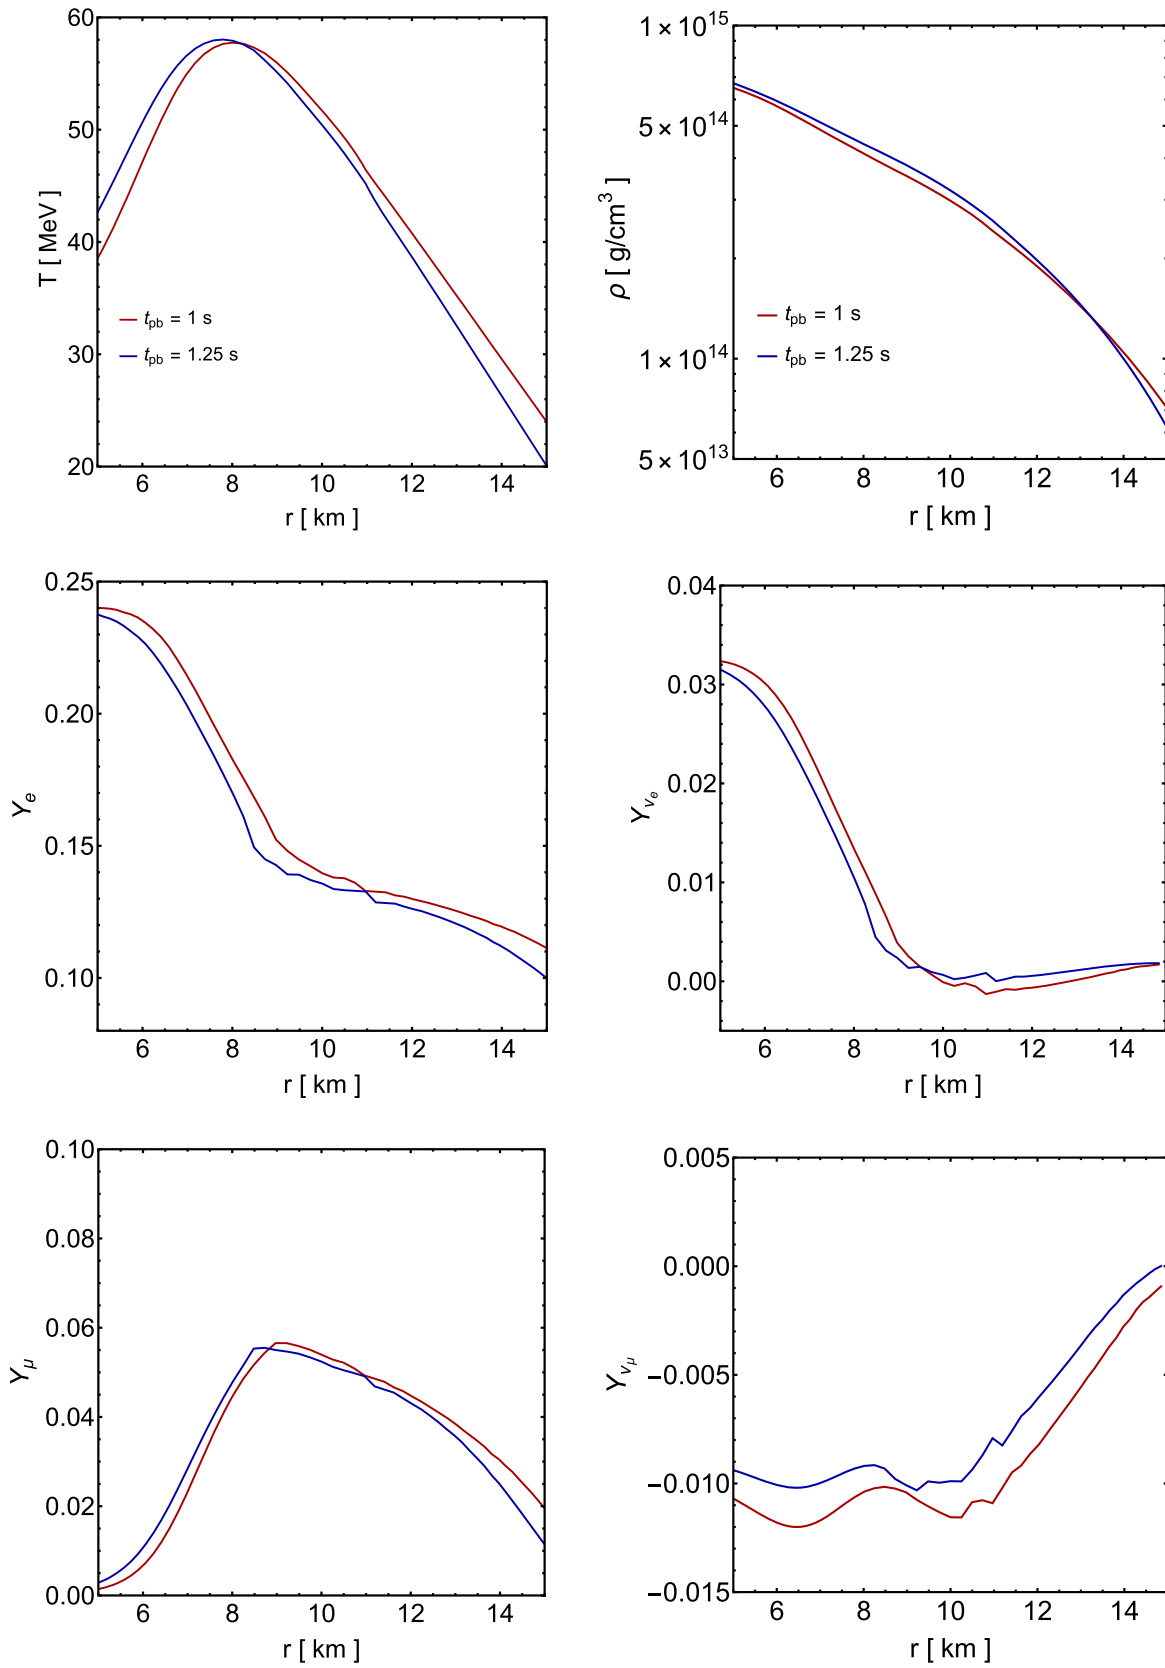 60
50
40
30
20
T [ MeV ]
t_pb = 1 s
t_pb = 1.25 s
6 8 10 12 14
r [ km ]
1×10^15
5×10^14
1×10^14
5×10^13
ρ [ g/cm^3 ]
t_pb = 1 s
t_pb = 1.25 s
6 8 10 12 14
r [ km ]
0.25
0.20
0.15
0.10
Y_e
6 8 10 12 14
r [ km ]
0.04
0.03
0.02
0.01
0.00
Y_{ν_e}
6 8 10 12 14
r [ km ]
0.10
0.08
0.06
0.04
0.02
0.00
Y_μ
6 8 10 12 14
r [ km ]
0.005
0.000
−0.005
−0.010
−0.015
Y_{ν_μ}
6 8 10 12 14
r [ km ]